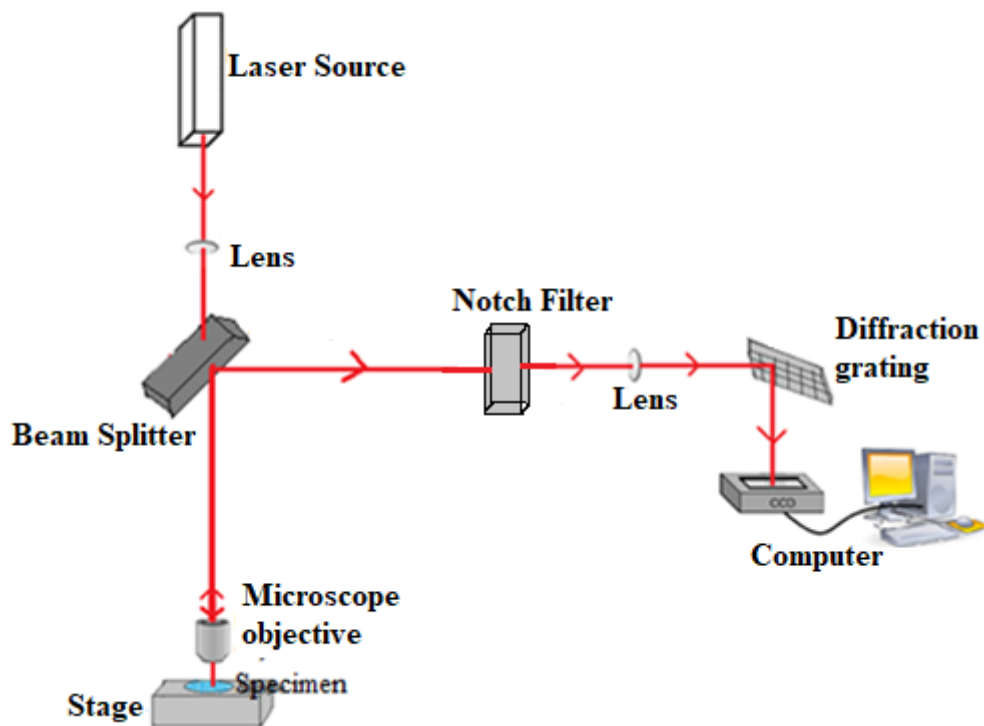 Laser Source
Lens
Notch Filter
Diffraction
grating
Lens
Beam Splitter
CCD
Computer
Microscope
objective
Specimen
Stage